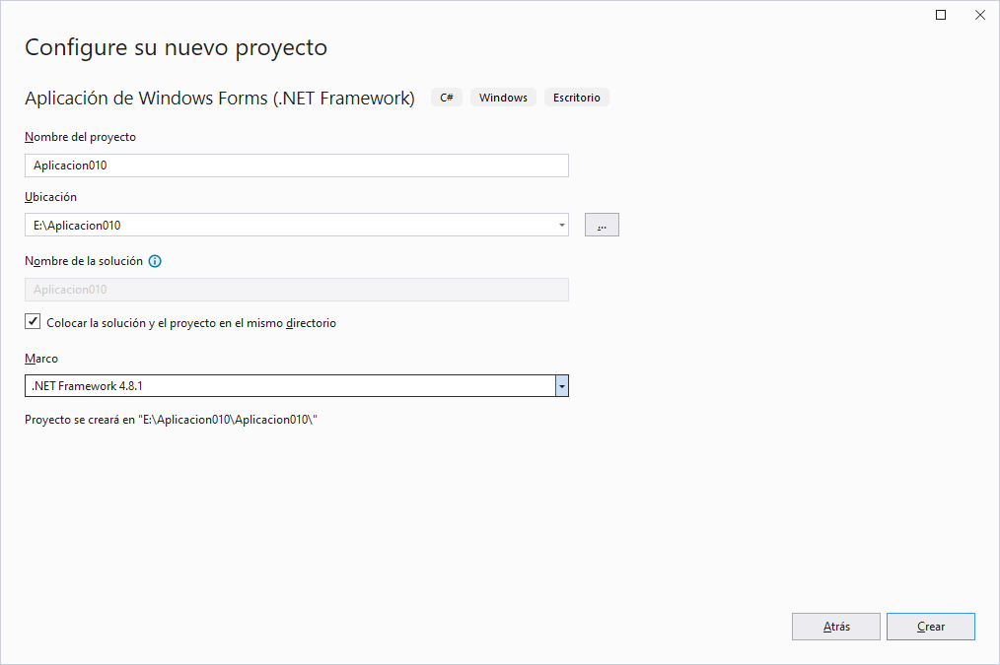 Configure su nuevo proyecto
Aplicación de Windows Forms (.NET Framework) C# Windows Escritorio
Nombre del proyecto
Aplicacion010
Ubicación
E:\Aplicacion010
...
Nombre de la solución
Aplicacion010
Colocar la solución y el proyecto en el mismo directorio
Marco
.NET Framework 4.8.1
Proyecto se creará en "E:\Aplicacion010\Aplicacion010\"
Atrás Crear